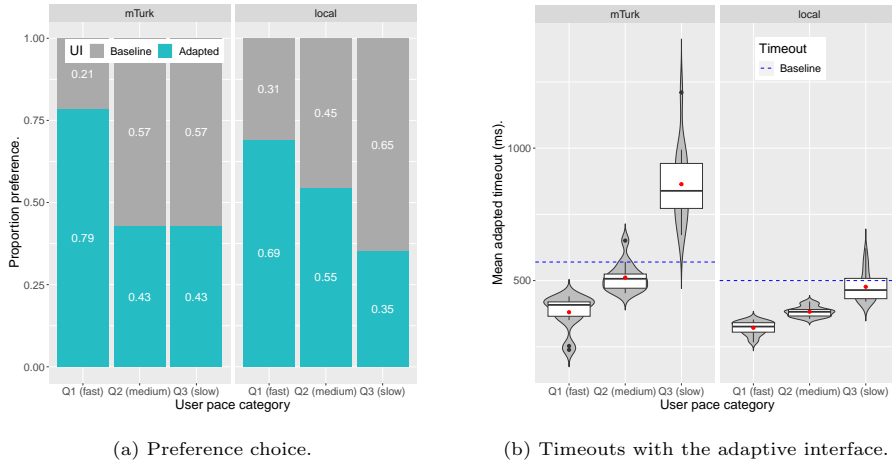 mTurk
local
UI
Baseline
Adapted
1.00
0.75
0.50
0.25
0.00
Proportion preference.
0.21
0.57
0.57
0.79
0.43
0.43
0.31
0.45
0.65
0.69
0.55
0.35
Q1 (fast) Q2 (medium) Q3 (slow)
Q1 (fast) Q2 (medium) Q3 (slow)
User pace category
(a) Preference choice.
mTurk
local
Timeout
Baseline
1000
500
Mean adapted timeout (ms).
Q1 (fast) Q2 (medium) Q3 (slow)
Q1 (fast) Q2 (medium) Q3 (slow)
User pace category
(b) Timeouts with the adaptive interface.